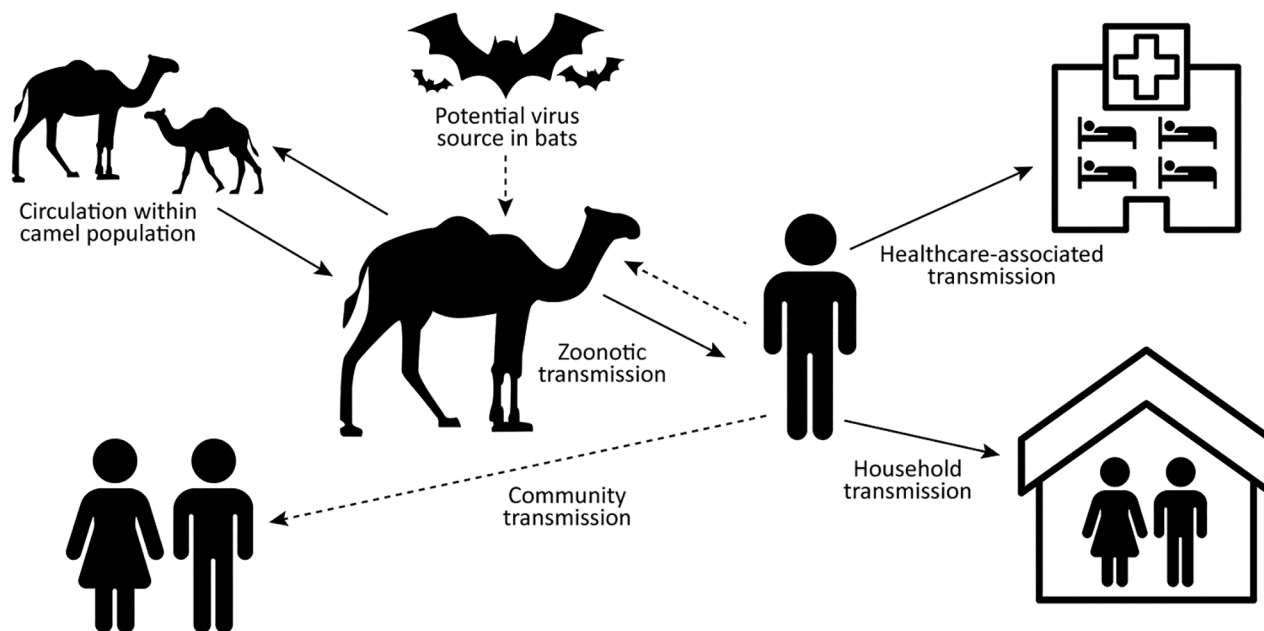 Potential virus
source in bats
Circulation within
camel population
Healthcare-associated
transmission
Zoonotic
transmission
Household
transmission
Community
transmission